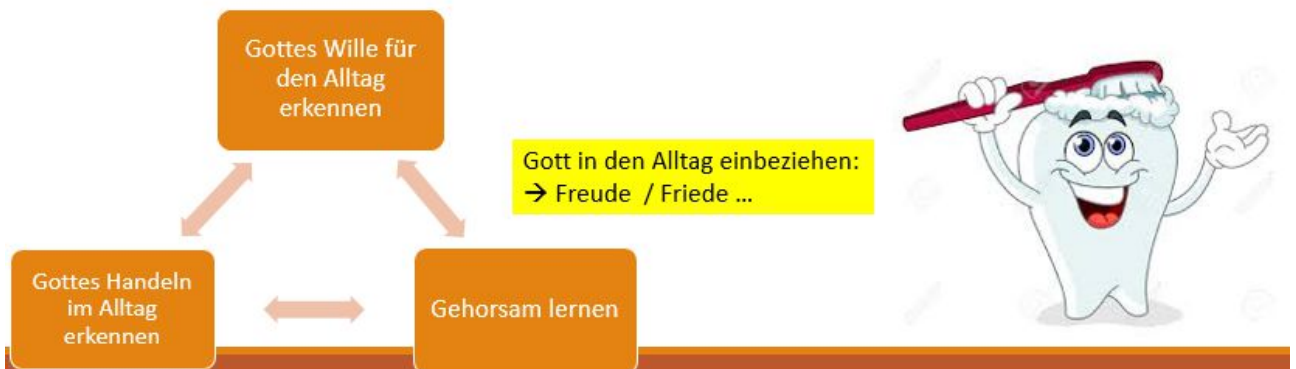 Gottes Wille für
den Alltag
erkennen
Gott in den Alltag einbeziehen:
→ Freude / Friede ...
Gottes Handeln
im Alltag
erkennen
Gehorsam lernen